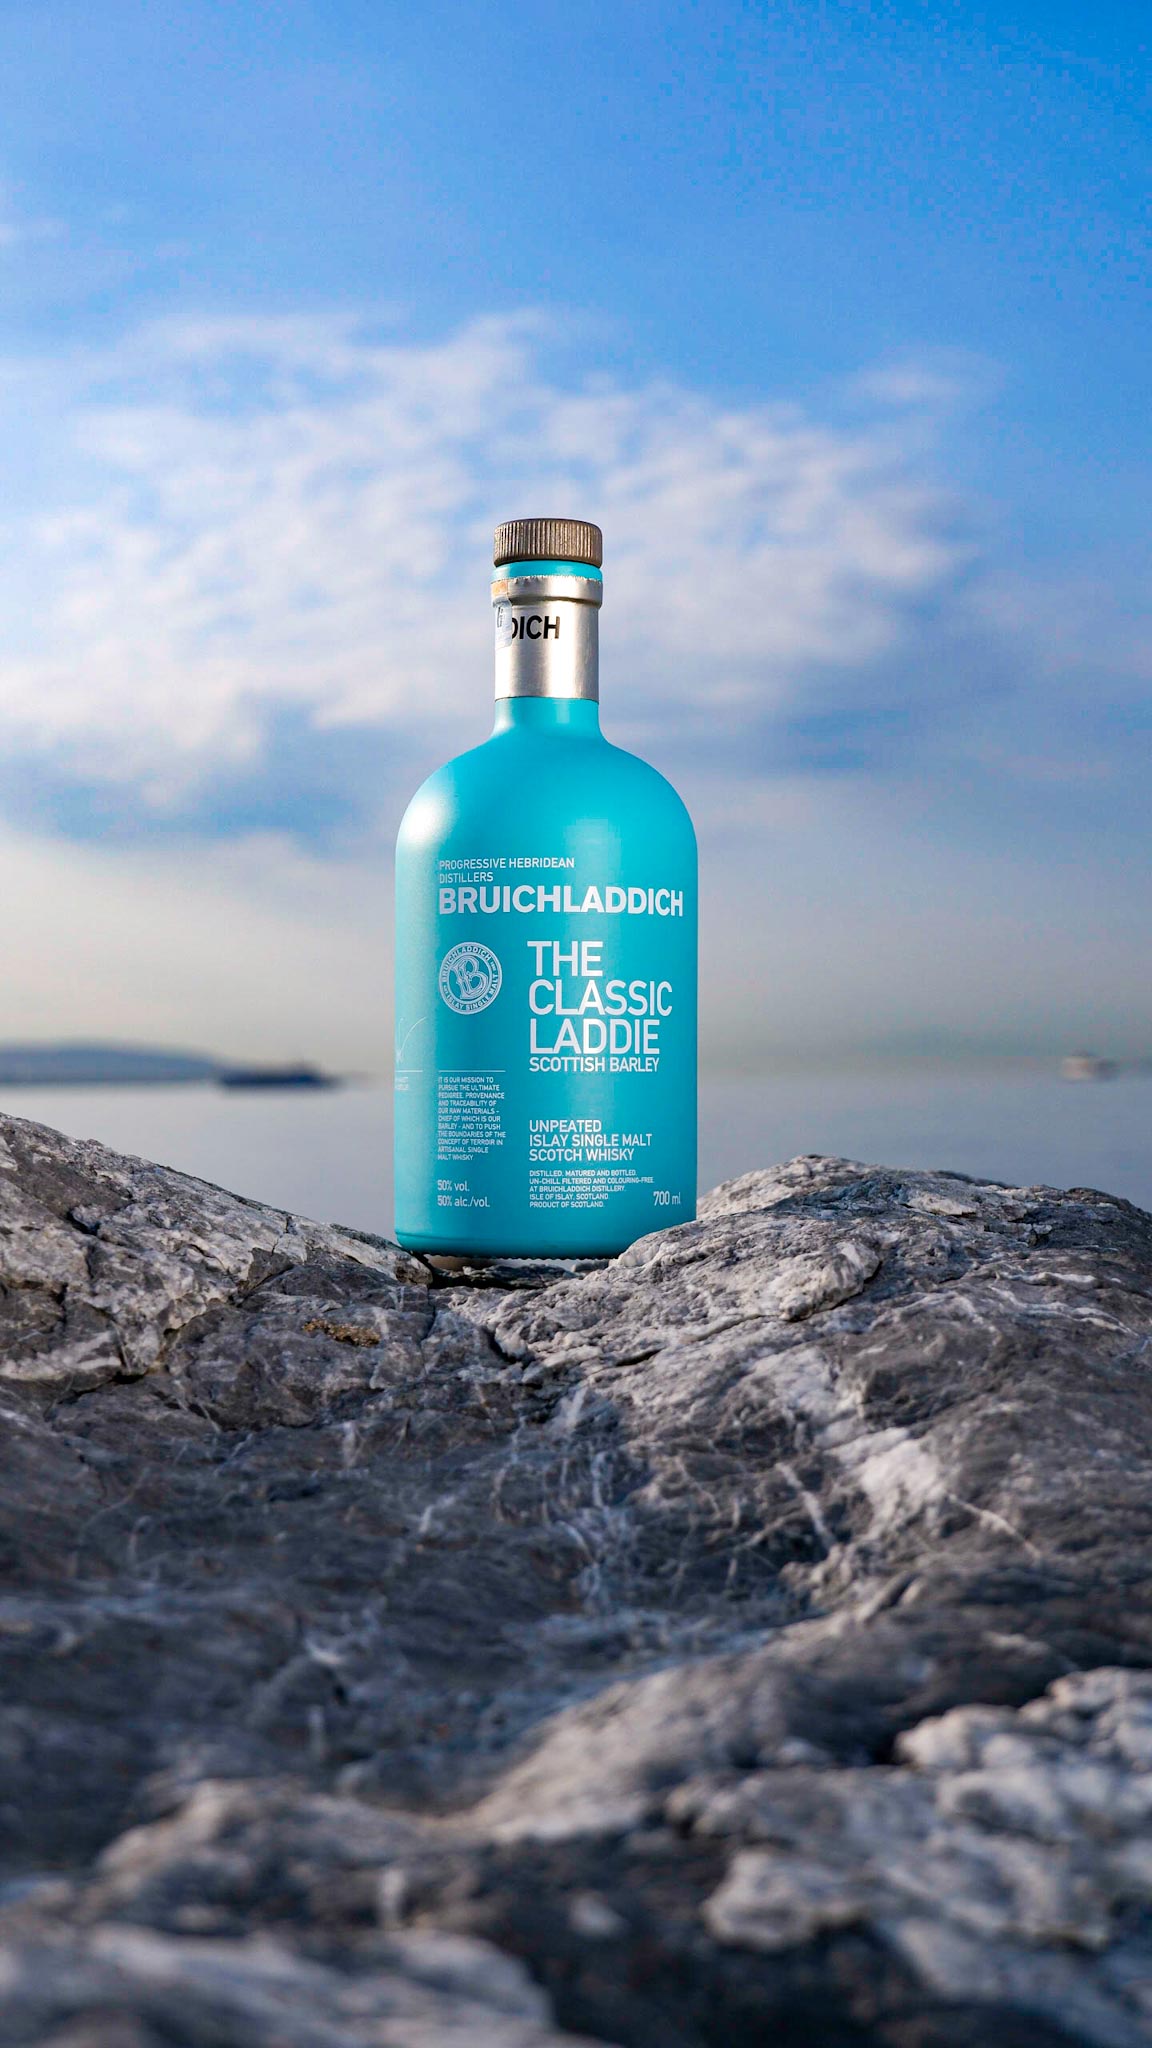 DICH
PROGRESSIVE HEBRIDEAN
DISTILLERS
BRUICHLADDICH
BRUICHLADDICH
ISLAY SINGLE MALT
B
THE
CLASSIC
LADDIE
SCOTTISH BARLEY
IT IS OUR MISSION TO
PURSUE THE ULTIMATE
PEDIGREE, PROVENANCE
AND TRACEABILITY OF
OUR RAW MATERIALS -
CHIEF OF WHICH IS OUR
BARLEY - AND TO PUSH
THE BOUNDARIES OF THE
CONCEPT OF TERROIR IN
ARTISANAL SINGLE
MALT WHISKY
50% vol.
50% alc./vol.
UNPEATED
ISLAY SINGLE MALT
SCOTCH WHISKY
DISTILLED, MATURED AND BOTTLED,
UN-CHILL FILTERED AND COLOURING-FREE,
AT BRUICHLADDICH DISTILLERY,
ISLE OF ISLAY, SCOTLAND.
PRODUCT OF SCOTLAND.
700 ml